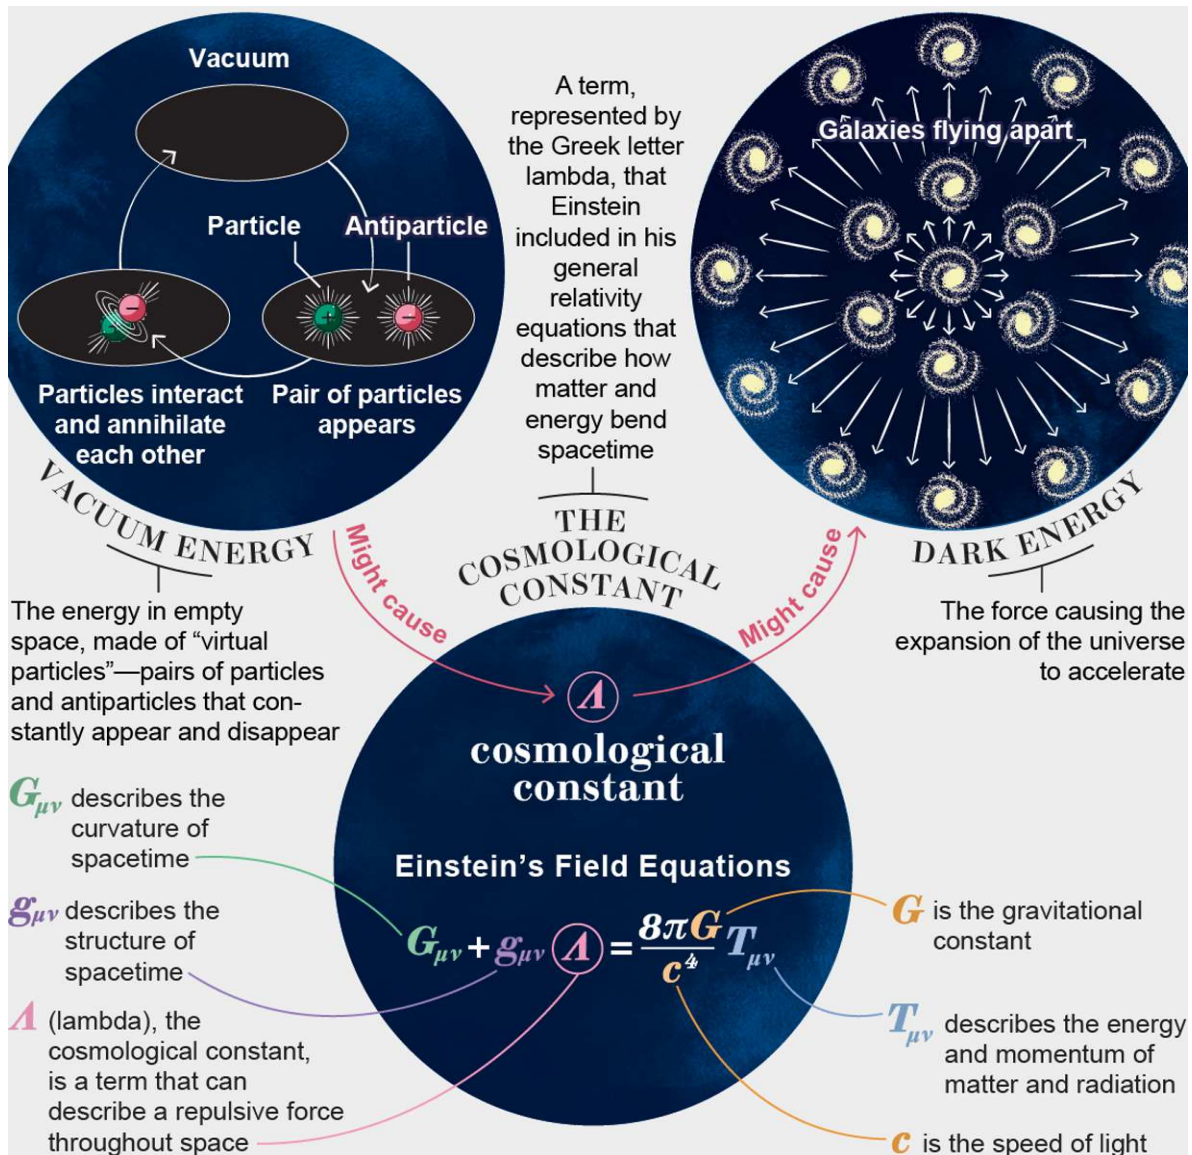 Vacuum
Particle
Antiparticle
+
−
−
−
Particles interact
and annihilate
each other
Pair of particles
appears
VACUUM ENERGY
The energy in empty
space, made of “virtual
particles”—pairs of particles
and antiparticles that con-
stantly appear and disappear
A term,
represented by
the Greek letter
lambda, that
Einstein
included in his
general
relativity
equations that
describe how
matter and
energy bend
spacetime
THE
COSMOLOGICAL
CONSTANT
Galaxies flying apart
DARK ENERGY
The force causing the
expansion of the universe
to accelerate
Might cause
Might cause
Λ
cosmological
constant
Einstein’s Field Equations
Gμν + gμν Λ = 8πG/c⁴ Tμν
Gμν describes the
curvature of
spacetime
gμν describes the
structure of
spacetime
Λ (lambda), the
cosmological constant,
is a term that can
describe a repulsive force
throughout space
G is the gravitational
constant
Tμν describes the energy
and momentum of
matter and radiation
c is the speed of light